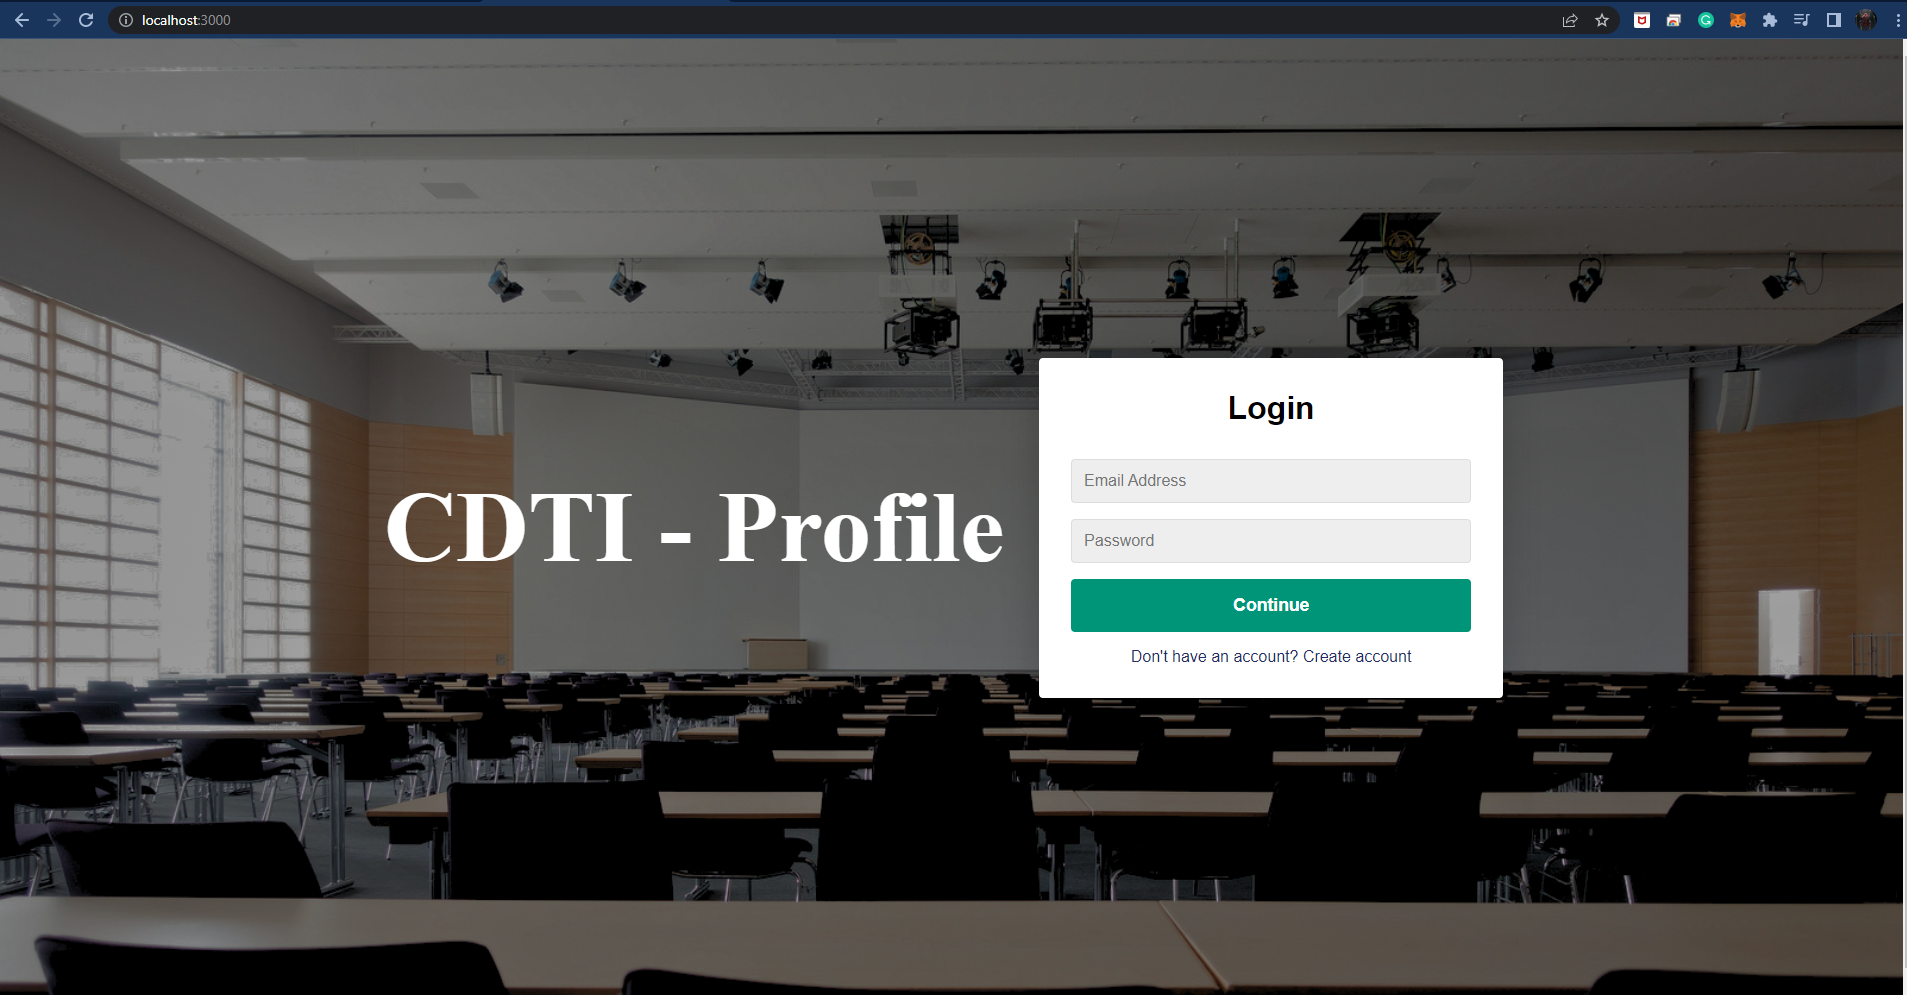 localhost:3000
CDTI - Profile
Login
Email Address
Password
Continue
Don't have an account? Create account